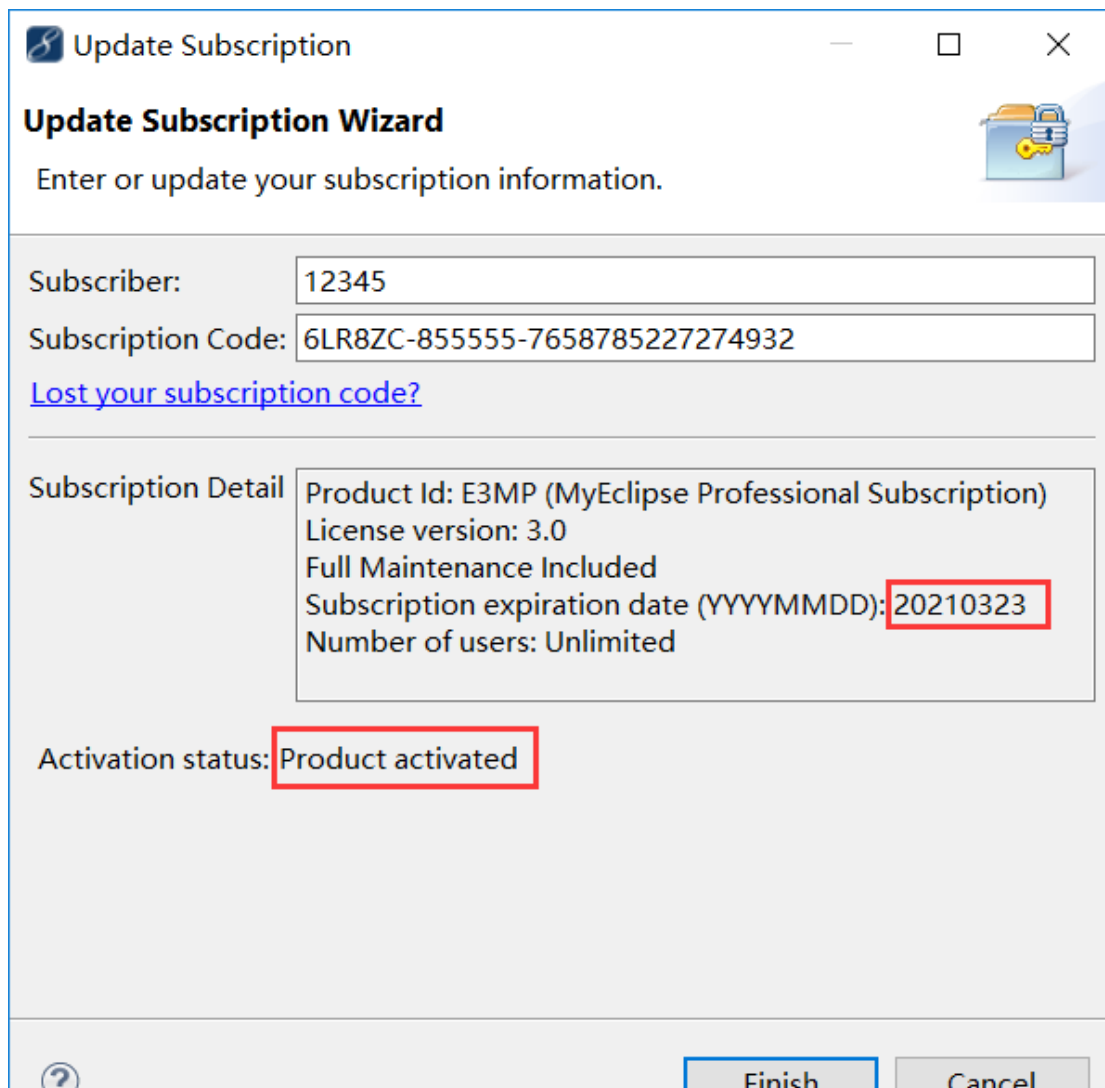 Update Subscription
Update Subscription Wizard
Enter or update your subscription information.
Subscriber: 12345
Subscription Code: 6LR8ZC-855555-7658785227274932
Lost your subscription code?
Subscription Detail
Product Id: E3MP (MyEclipse Professional Subscription)
License version: 3.0
Full Maintenance Included
Subscription expiration date (YYYYMMDD): 20210323
Number of users: Unlimited
Activation status: Product activated
Finish Cancel